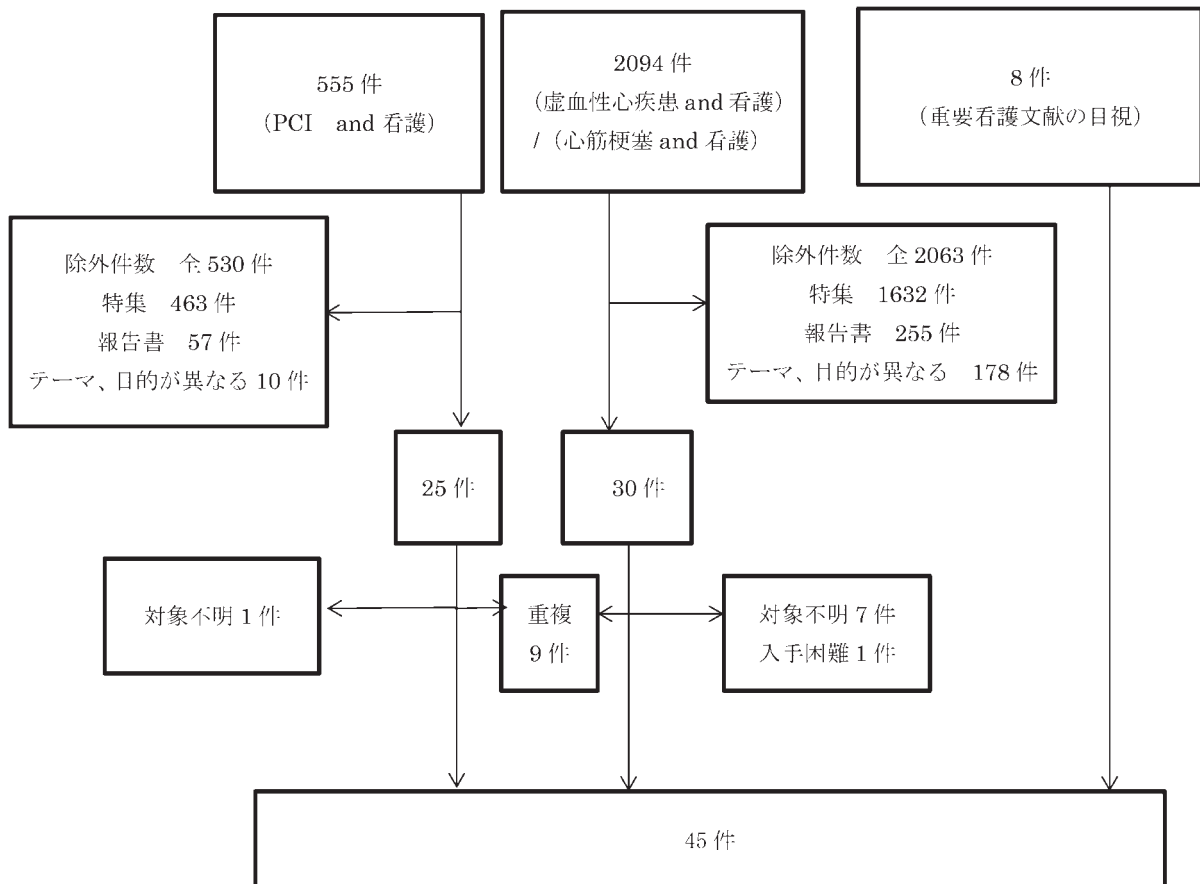 555 件
(PCI　and 看護)
2094 件
(虚血性心疾患 and 看護)
/（心筋梗塞 and 看護）
8 件
（重要看護文献の目視）
除外件数　全 530 件
特集　463 件
報告書　57 件
テーマ、目的が異なる 10 件
除外件数　全 2063 件
特集　1632 件
報告書　255 件
テーマ、目的が異なる　178 件
25 件
30 件
対象不明 1 件
重複
9 件
対象不明 7 件
入手困難 1 件
45 件